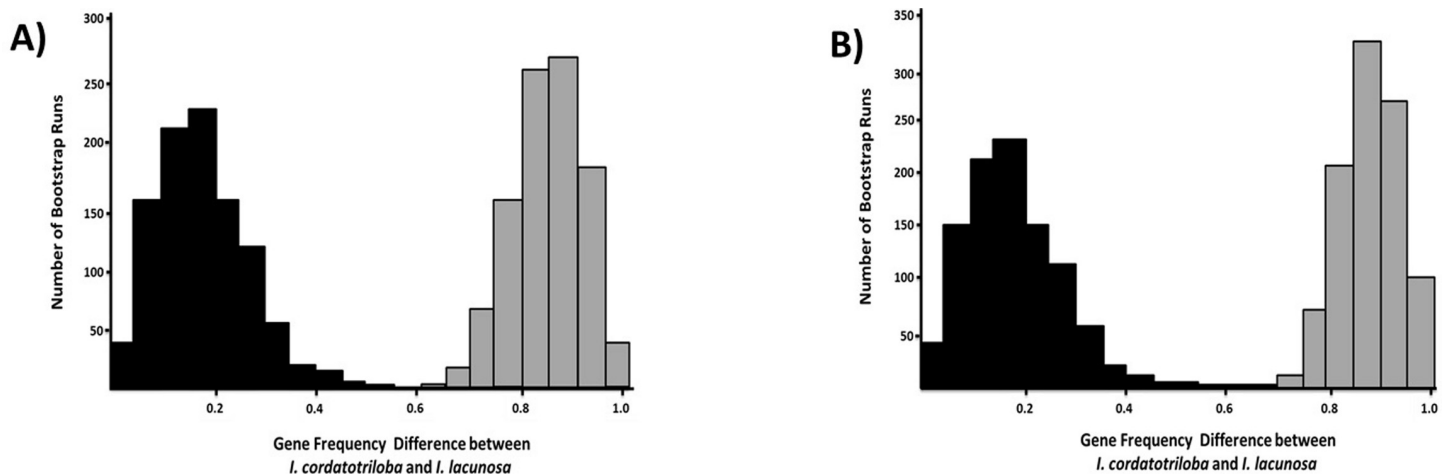 A)
300
250
200
150
100
50
Number of Bootstrap Runs
0.2 0.4 0.6 0.8 1.0
Gene Frequency Difference between
I. cordatotriloba and I. lacunosa
B)
350
300
250
200
150
100
50
Number of Bootstrap Runs
0.2 0.4 0.6 0.8 1.0
Gene Frequency Difference between
I. cordatotriloba and I. lacunosa